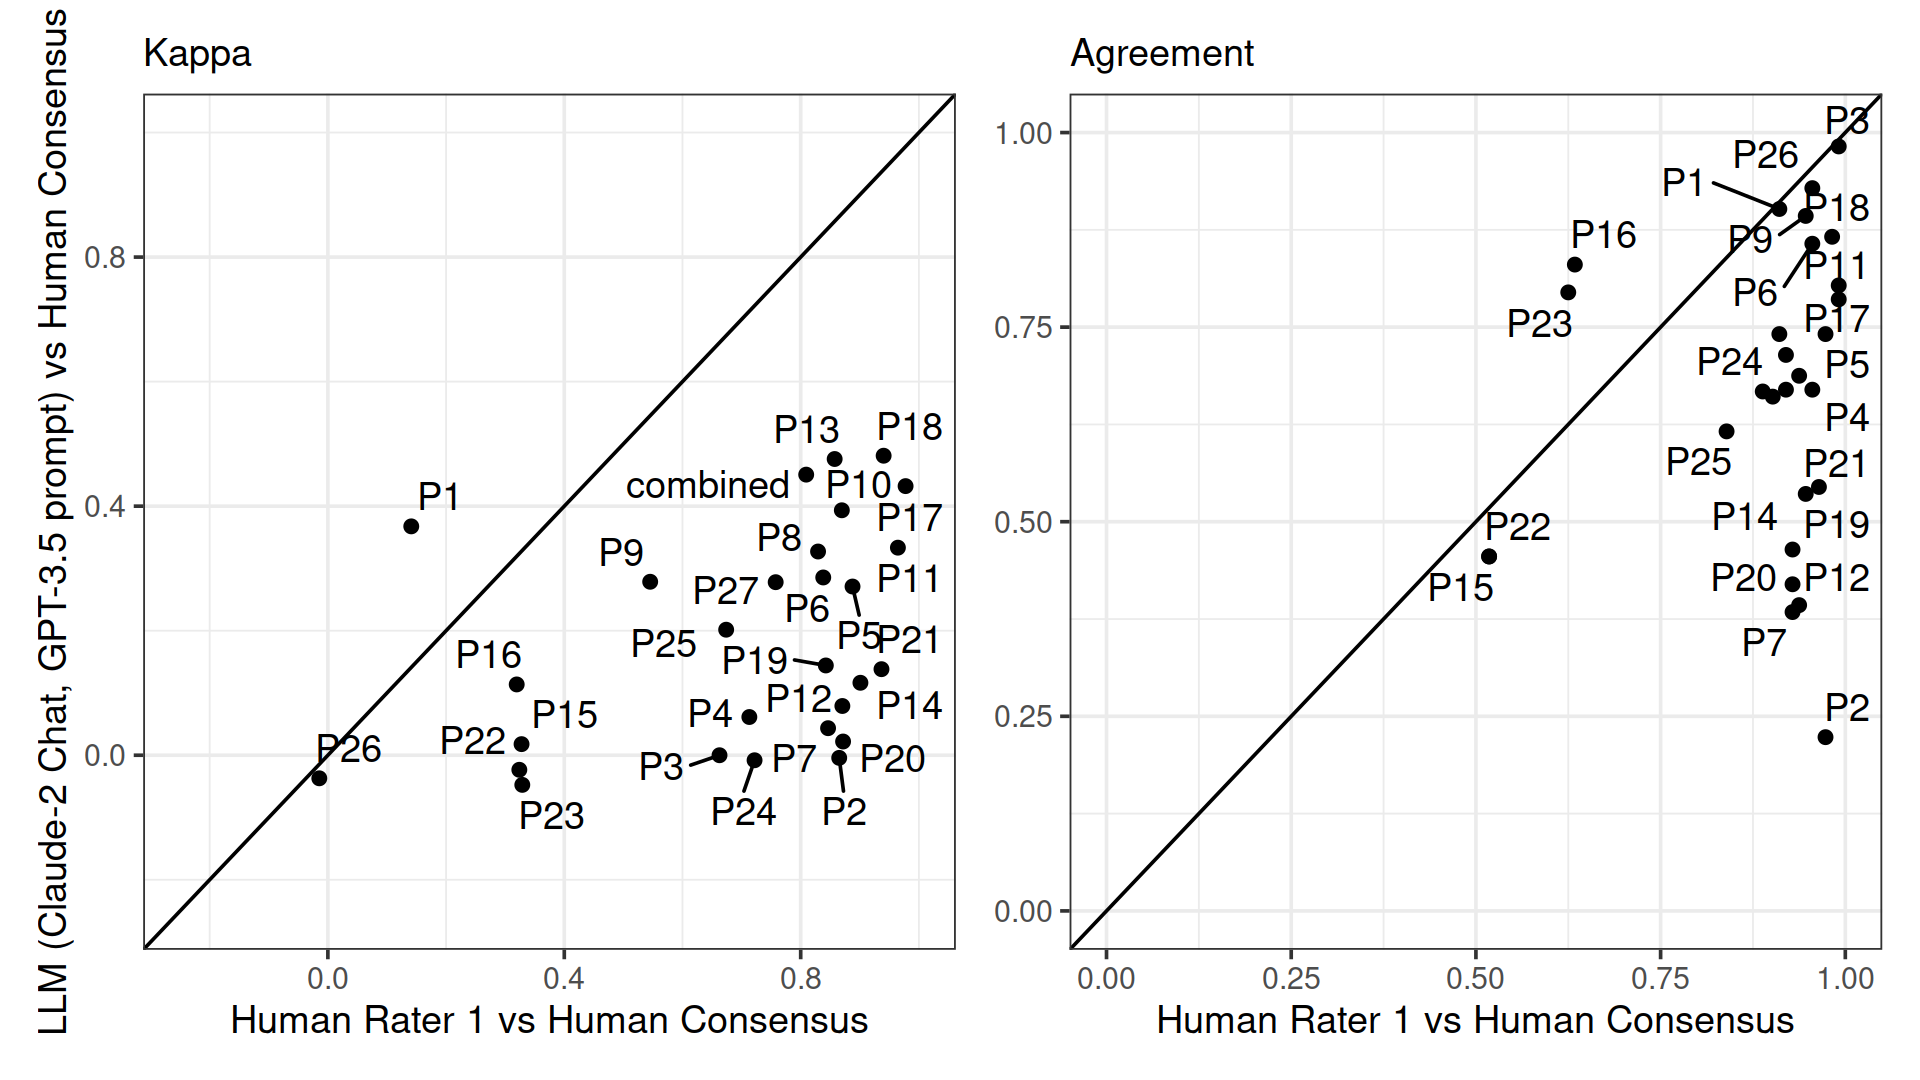 LLM (Claude-2 Chat, GPT-3.5 prompt) vs Human Consensus
Kappa
0.8
0.4
0.0
P13
P18
combined
P10
P1
P17
P8
P9
P11
P27
P6
P5
P21
P25
P16
P19
P12
P14
P15
P4
P22
P26
P3
P7
P20
P24
P2
P23
0.0
0.4
0.8
Human Rater 1 vs Human Consensus
Agreement
1.00
0.75
0.50
0.25
0.00
P3
P26
P1
P18
P16
P9
P11
P6
P23
P17
P24
P5
P4
P25
P21
P14
P22
P19
P15
P20
P12
P7
P2
0.00
0.25
0.50
0.75
1.00
Human Rater 1 vs Human Consensus